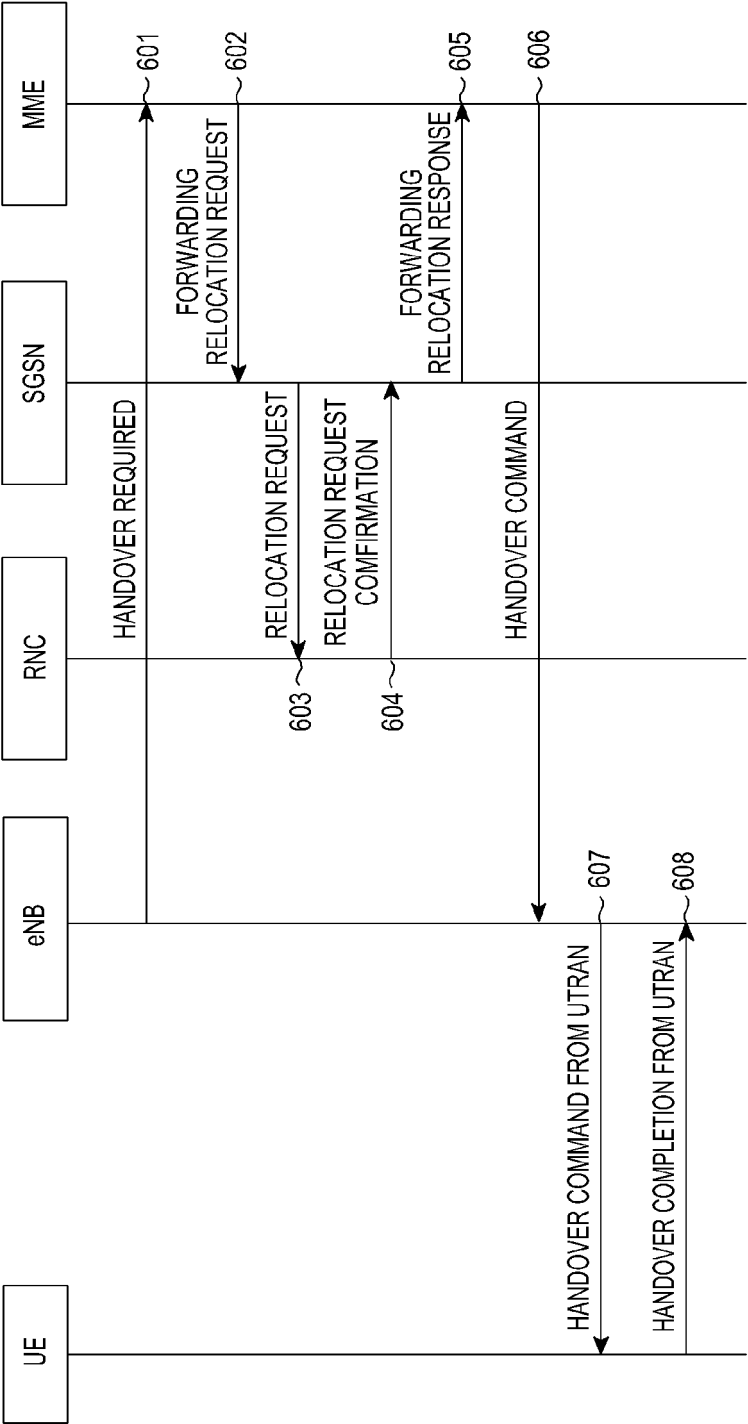 UE
eNB
RNC
SGSN
MME
HANDOVER REQUIRED
601
FORWARDING
RELOCATION REQUEST
602
RELOCATION REQUEST
603
RELOCATION REQUEST
COMFIRMATION
604
FORWARDING
RELOCATION RESPONSE
605
HANDOVER COMMAND
606
HANDOVER COMMAND FROM UTRAN
607
HANDOVER COMPLETION FROM UTRAN
608